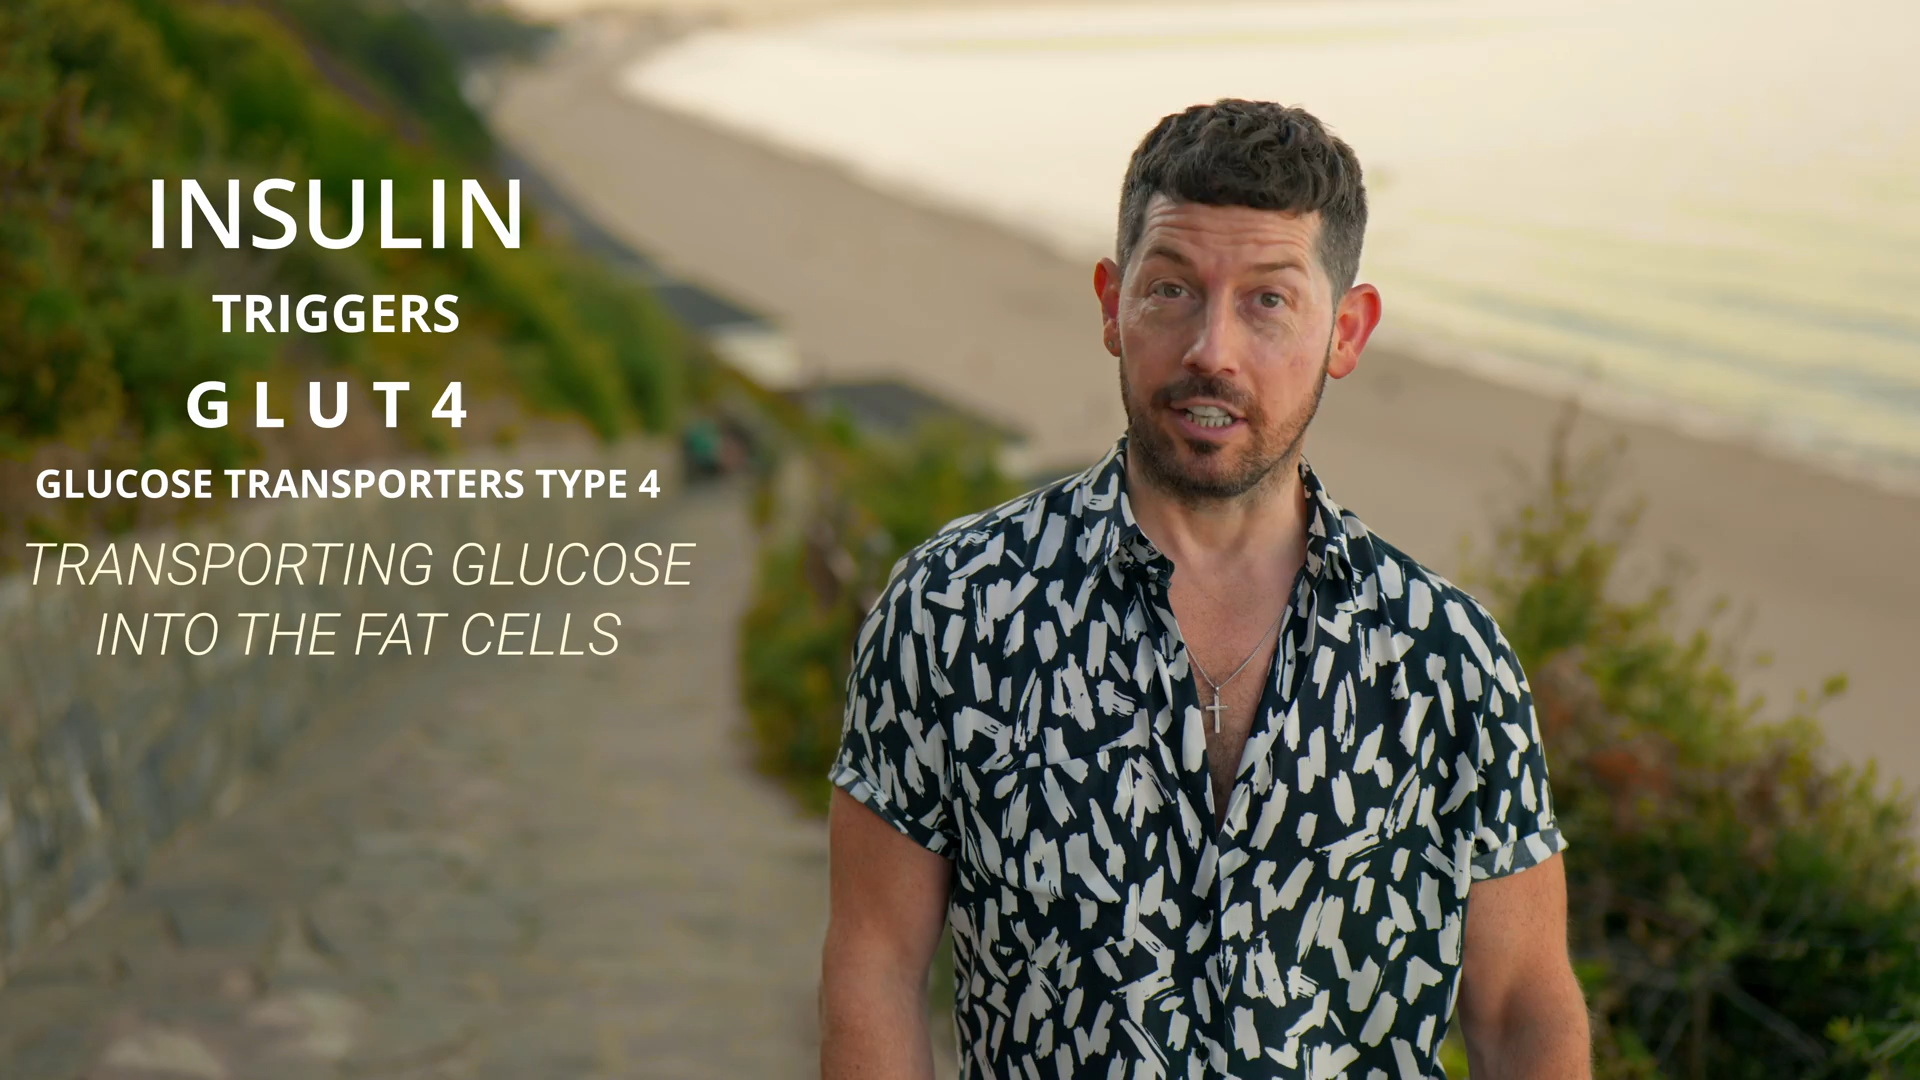 INSULIN
TRIGGERS
GLUT4
GLUCOSE TRANSPORTERS TYPE 4
TRANSPORTING GLUCOSE
INTO THE FAT CELLS